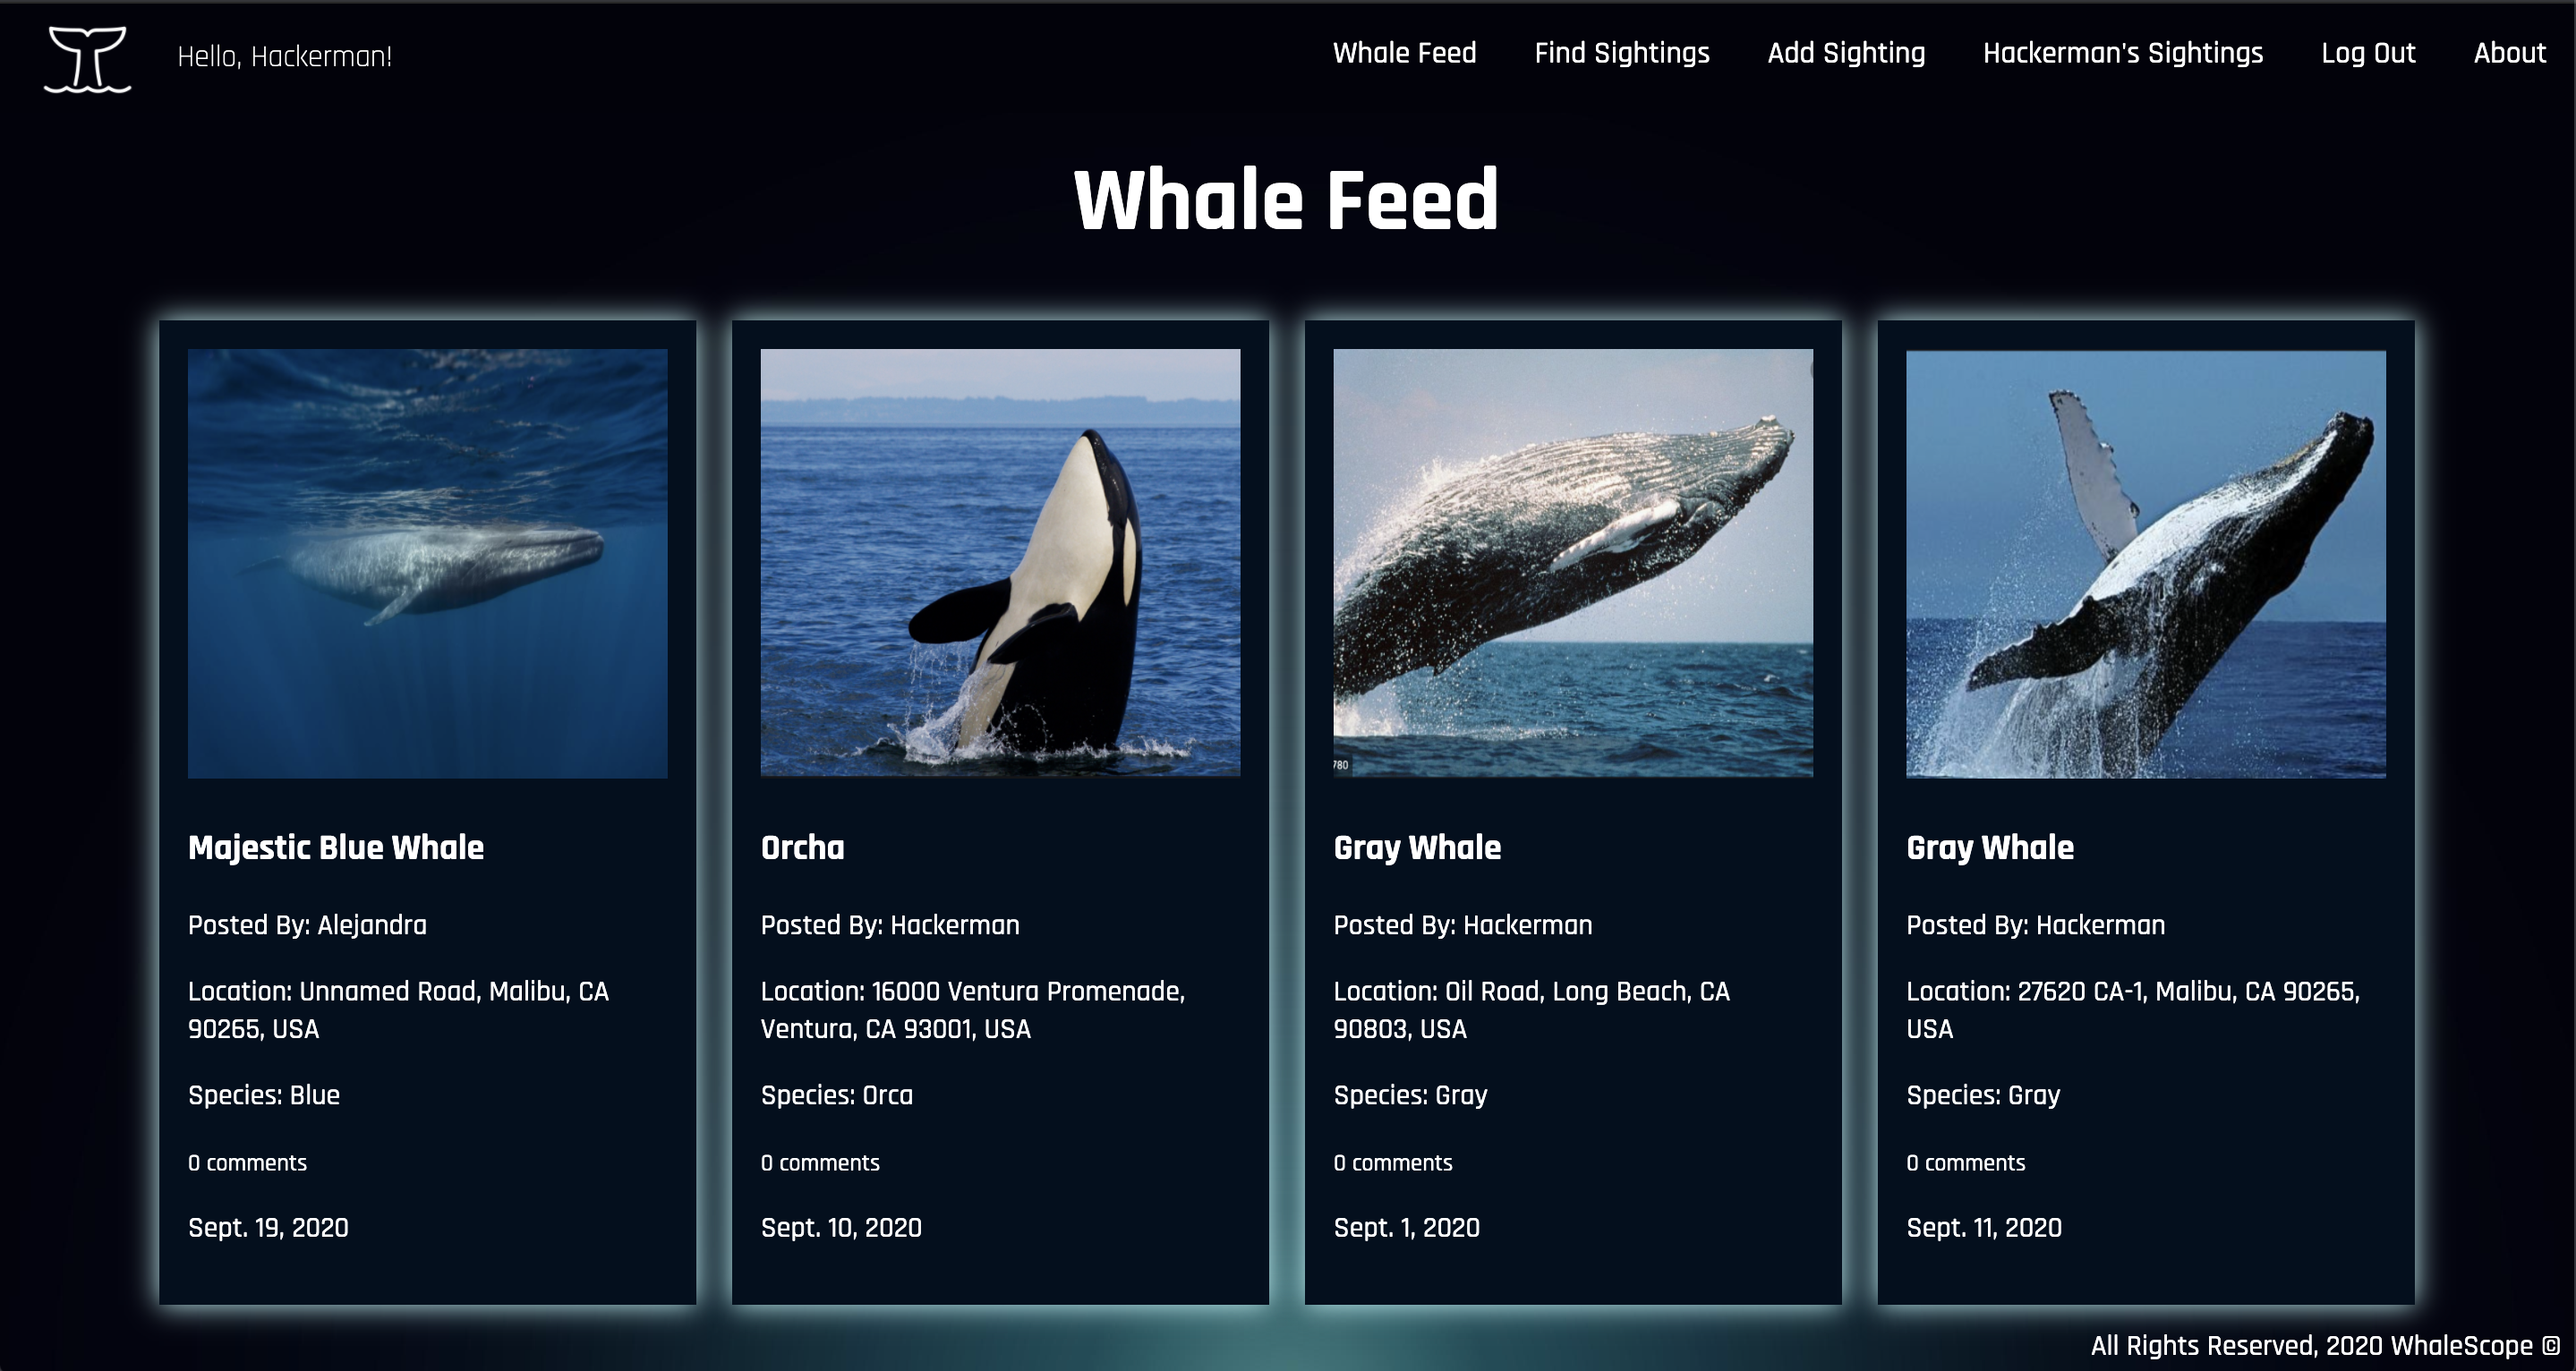 Hello, Hackerman!
Whale Feed
Find Sightings
Add Sighting
Hackerman's Sightings
Log Out
About
Whale Feed
780
Majestic Blue Whale
Posted By: Alejandra
Location: Unnamed Road, Malibu, CA
90265, USA
Species: Blue
0 comments
Sept. 19, 2020
Orcha
Posted By: Hackerman
Location: 16000 Ventura Promenade,
Ventura, CA 93001, USA
Species: Orca
0 comments
Sept. 10, 2020
Gray Whale
Posted By: Hackerman
Location: Oil Road, Long Beach, CA
90803, USA
Species: Gray
0 comments
Sept. 1, 2020
Gray Whale
Posted By: Hackerman
Location: 27620 CA-1, Malibu, CA 90265,
USA
Species: Gray
0 comments
Sept. 11, 2020
All Rights Reserved, 2020 WhaleScope ©